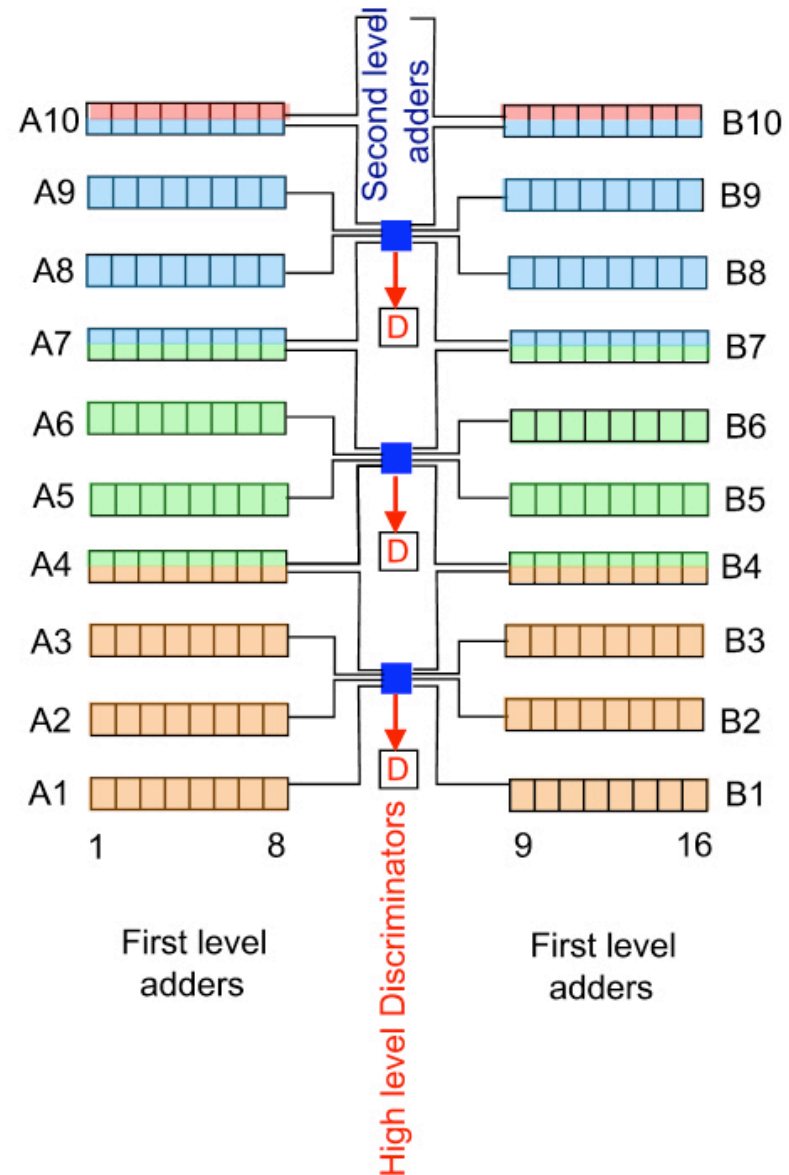 Second level
adders
A10
B10
A9
B9
A8
B8
D
A7
B7
A6
B6
A5
B5
D
A4
B4
A3
B3
A2
B2
D
A1
B1
1
8
9
16
High level Discriminators
First level
adders
First level
adders